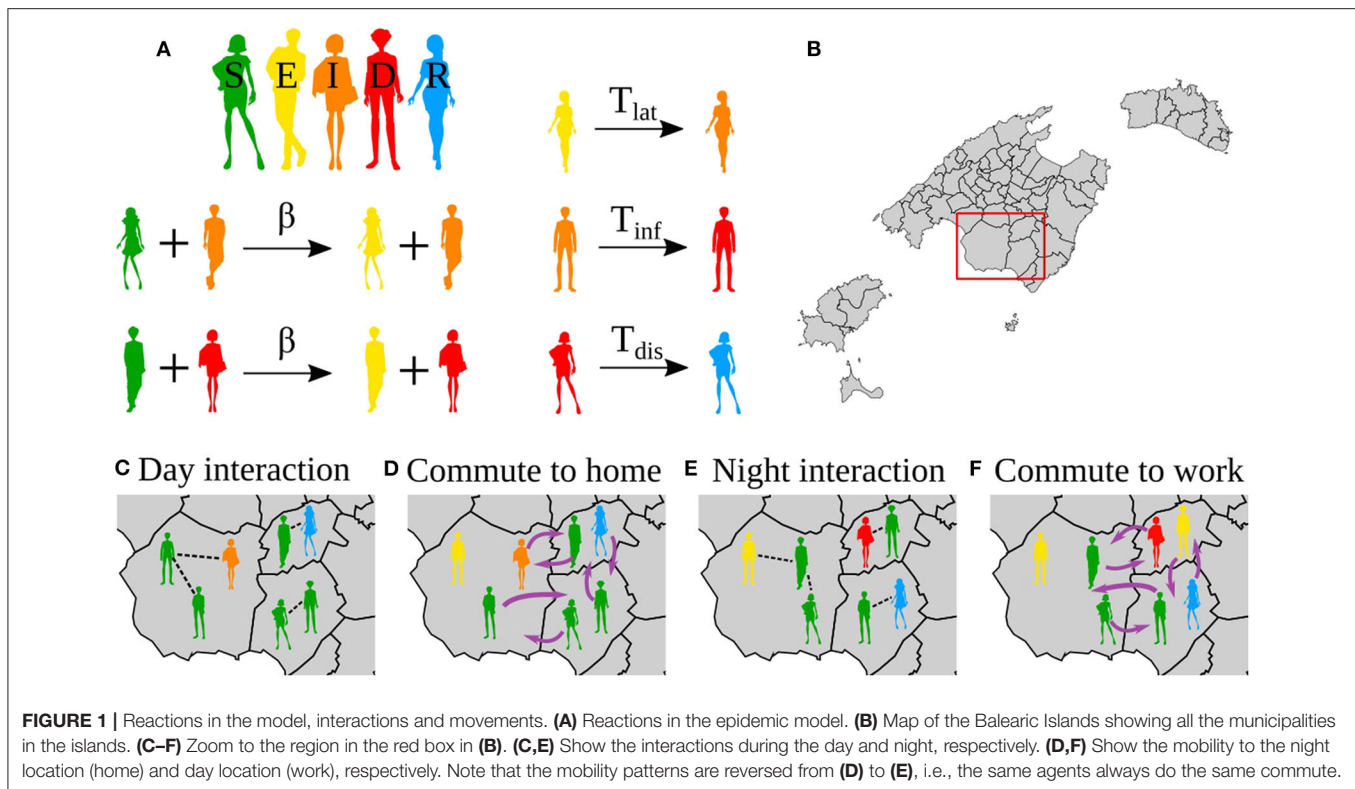 A
B
S E I D R
T_lat
+ β + T_inf
+ β + T_dis
C Day interaction
D Commute to home
E Night interaction
F Commute to work
FIGURE 1 | Reactions in the model, interactions and movements. (A) Reactions in the epidemic model. (B) Map of the Balearic Islands showing all the municipalities
in the islands. (C–F) Zoom to the region in the red box in (B). (C,E) Show the interactions during the day and night, respectively. (D,F) Show the mobility to the night
location (home) and day location (work), respectively. Note that the mobility patterns are reversed from (D) to (E), i.e., the same agents always do the same commute.